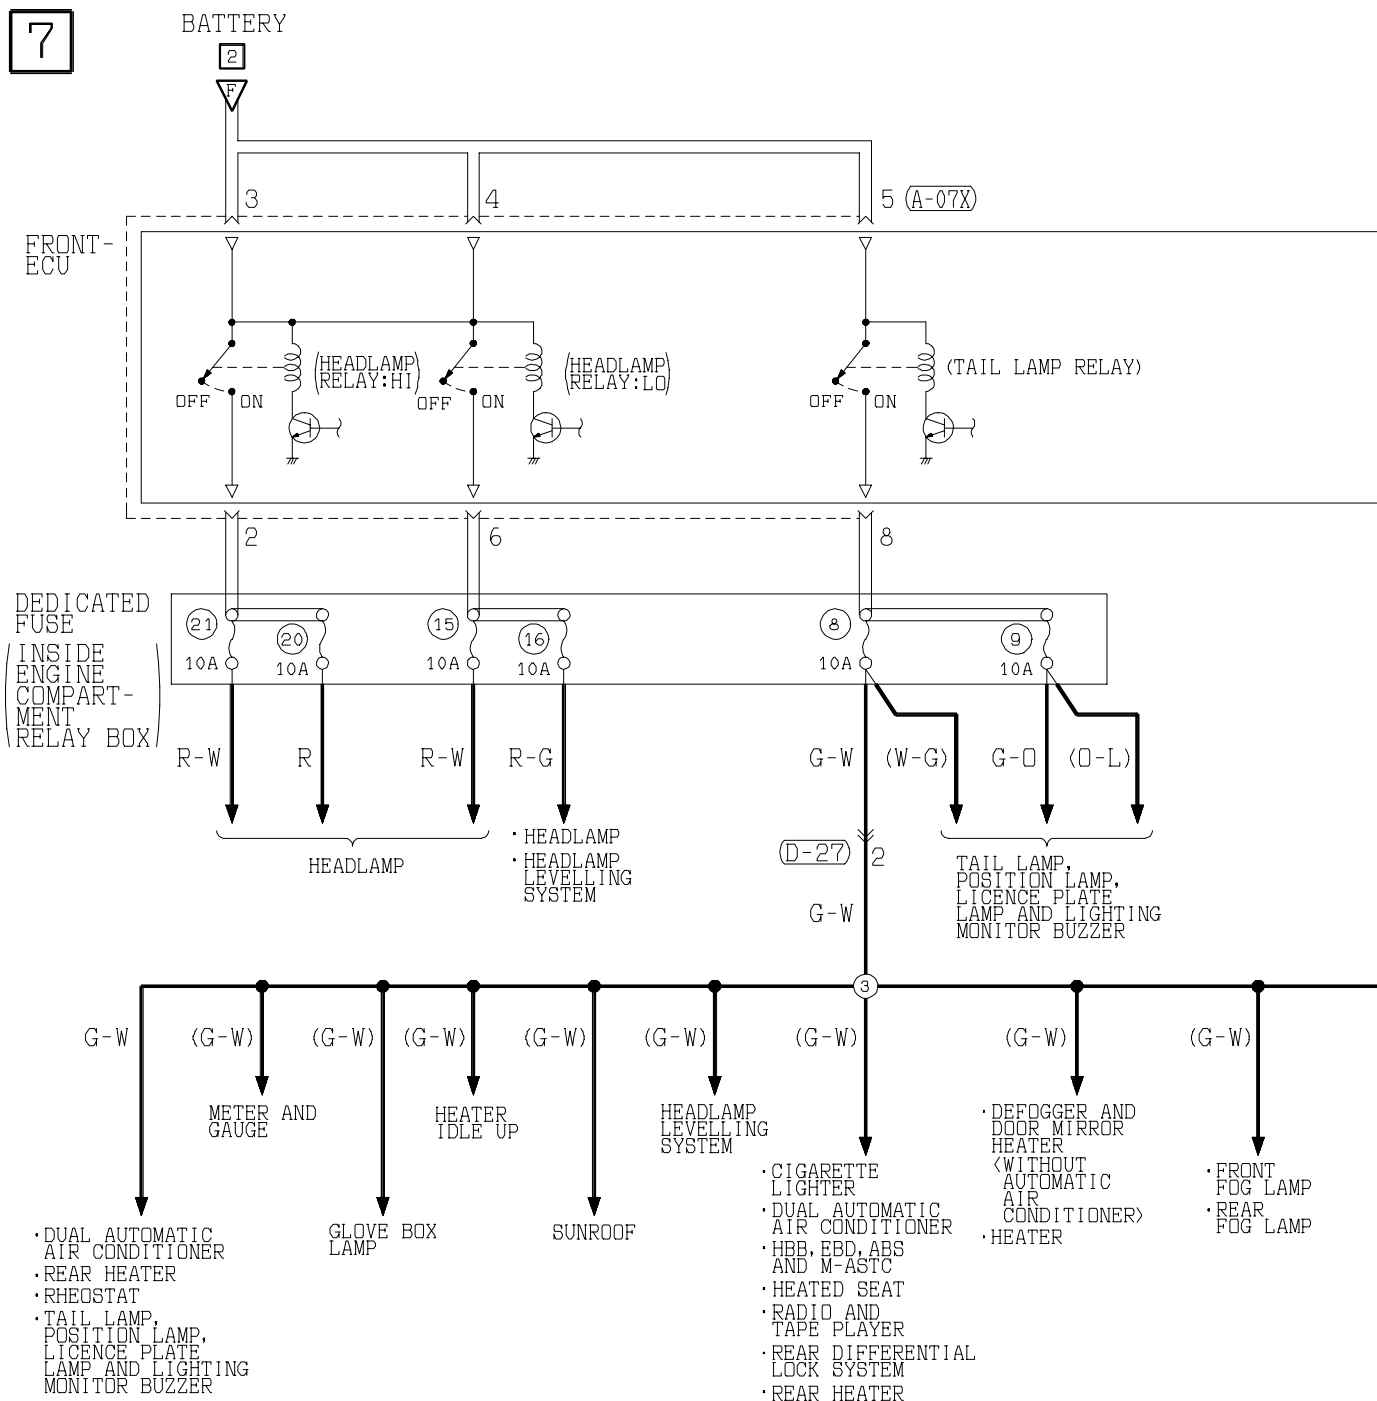 7
BATTERY
2
F
3
4
5 (A-07X)
FRONT-
ECU
(HEADLAMP
RELAY:HI)
(HEADLAMP
RELAY:LO)
(TAIL LAMP RELAY)
OFF ON
OFF ON
OFF ON
2
6
8
DEDICATED
FUSE
(INSIDE
ENGINE
COMPART-
MENT
RELAY BOX)
21
20
15
16
8
9
10A
10A
10A
10A
10A
10A
R-W
R
R-W
R-G
G-W
(W-G)
G-O
(O-L)
HEADLAMP
·HEADLAMP
·HEADLAMP
LEVELLING
SYSTEM
(D-27) 2
G-W
TAIL LAMP,
POSITION LAMP,
LICENCE PLATE
LAMP AND LIGHTING
MONITOR BUZZER
3
G-W
(G-W)
(G-W)
(G-W)
(G-W)
(G-W)
(G-W)
(G-W)
(G-W)
METER AND
GAUGE
HEATER
IDLE UP
HEADLAMP
LEVELLING
SYSTEM
·DEFOGGER AND
DOOR MIRROR
HEATER
<WITHOUT
AUTOMATIC
AIR
CONDITIONER>
·HEATER
·FRONT
FOG LAMP
·REAR
FOG LAMP
·DUAL AUTOMATIC
AIR CONDITIONER
·REAR HEATER
·RHEOSTAT
·TAIL LAMP,
POSITION LAMP,
LICENCE PLATE
LAMP AND LIGHTING
MONITOR BUZZER
GLOVE BOX
LAMP
SUNROOF
·CIGARETTE
LIGHTER
·DUAL AUTOMATIC
AIR CONDITIONER
·HBB, EBD, ABS
AND M-ASTC
·HEATED SEAT
·RADIO AND
TAPE PLAYER
·REAR DIFFERENTIAL
LOCK SYSTEM
·REAR HEATER